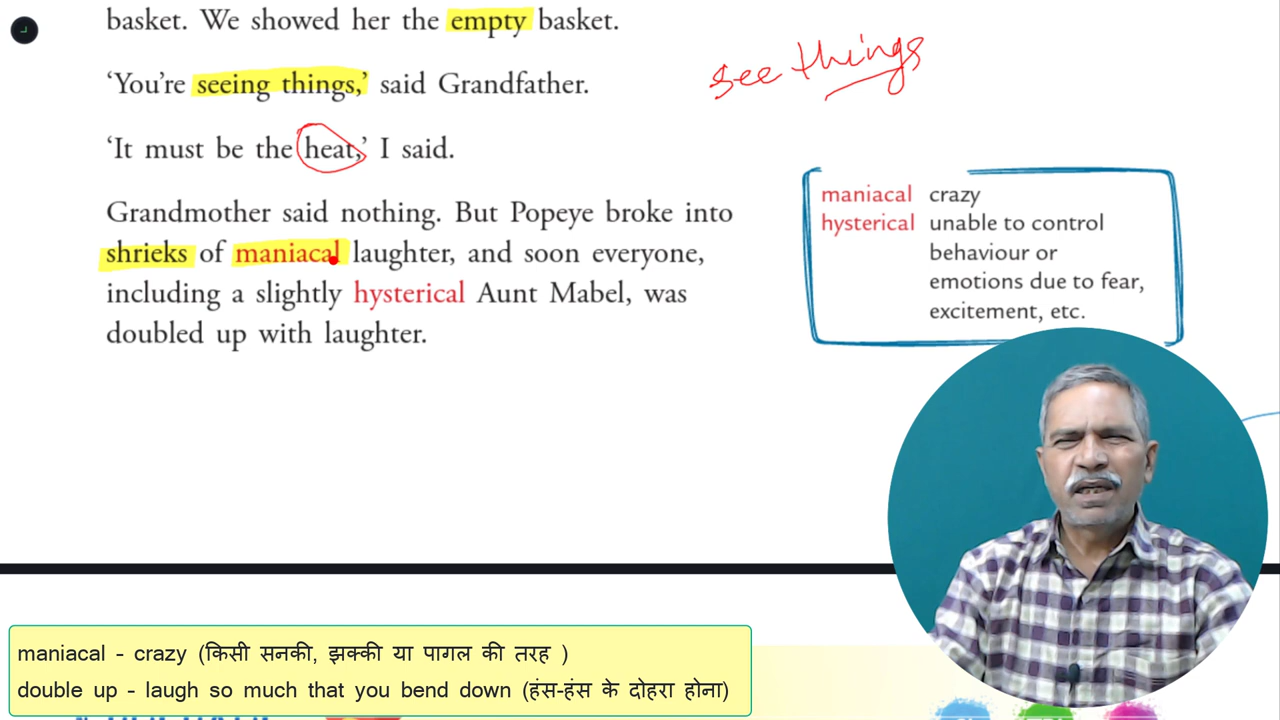 basket. We showed her the empty basket.
see things
‘You’re seeing things,’ said Grandfather.
‘It must be the heat,’ I said.
Grandmother said nothing. But Popeye broke into
shrieks of maniacal laughter, and soon everyone,
including a slightly hysterical Aunt Mabel, was
doubled up with laughter.
maniacal crazy
hysterical unable to control
behaviour or
emotions due to fear,
excitement, etc.
maniacal - crazy (किसी सनकी, झक्की या पागल की तरह )
double up - laugh so much that you bend down (हंस-हंस के दोहरा होना)